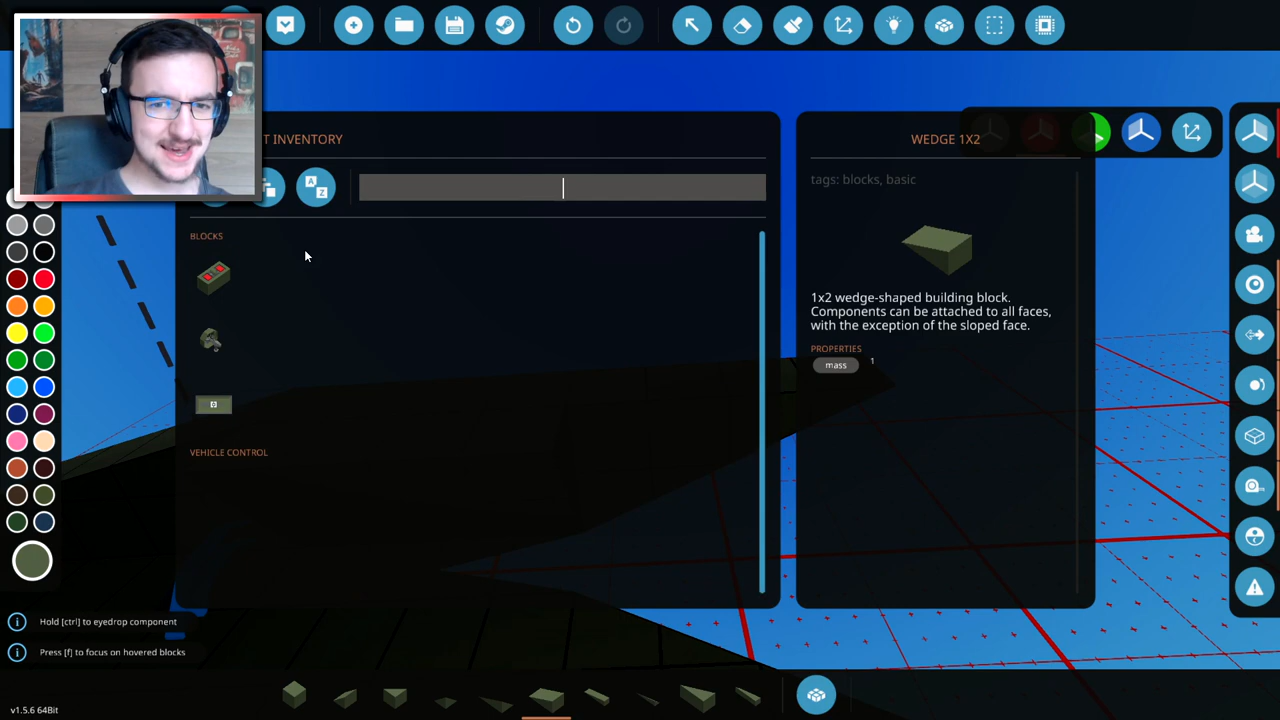 T INVENTORY
A
Z
BLOCKS
VEHICLE CONTROL
WEDGE 1X2
tags: blocks, basic
1x2 wedge-shaped building block.
Components can be attached to all faces,
with the exception of the sloped face.
PROPERTIES
mass 1
Hold [ctrl] to eyedrop component
Press [f] to focus on hovered blocks
v1.5.6 64Bit